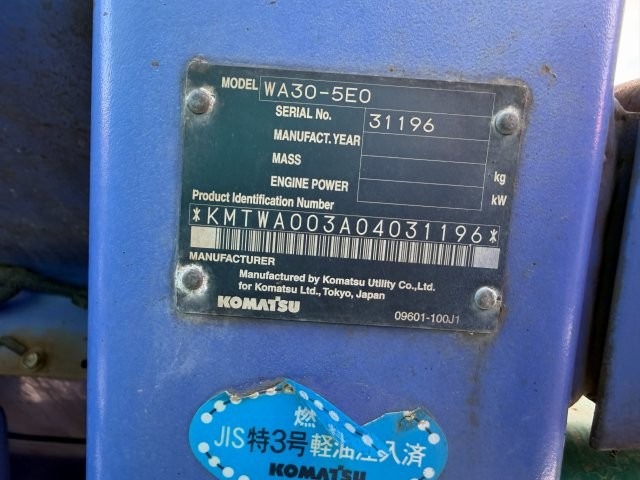 MODEL WA30-5E0
SERIAL No. 31196
MANUFACT. YEAR
MASS kg
ENGINE POWER kW
Product Identification Number
*KMTWA003A04031196*
MANUFACTURER
Manufactured by Komatsu Utility Co.,Ltd.
for Komatsu Ltd., Tokyo, Japan
KOMATSU
09601-100J1
燃
JIS特3号軽油注入済
KOMATSU